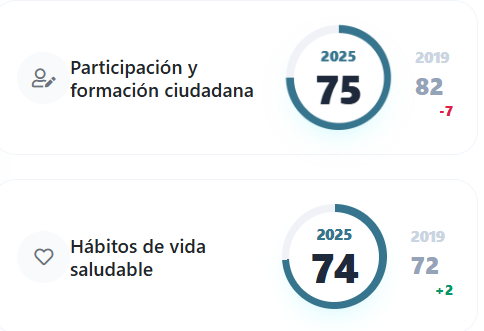 Participación y
formación ciudadana
2025
75
2019
82
-7
Hábitos de vida
saludable
2025
74
2019
72
+2